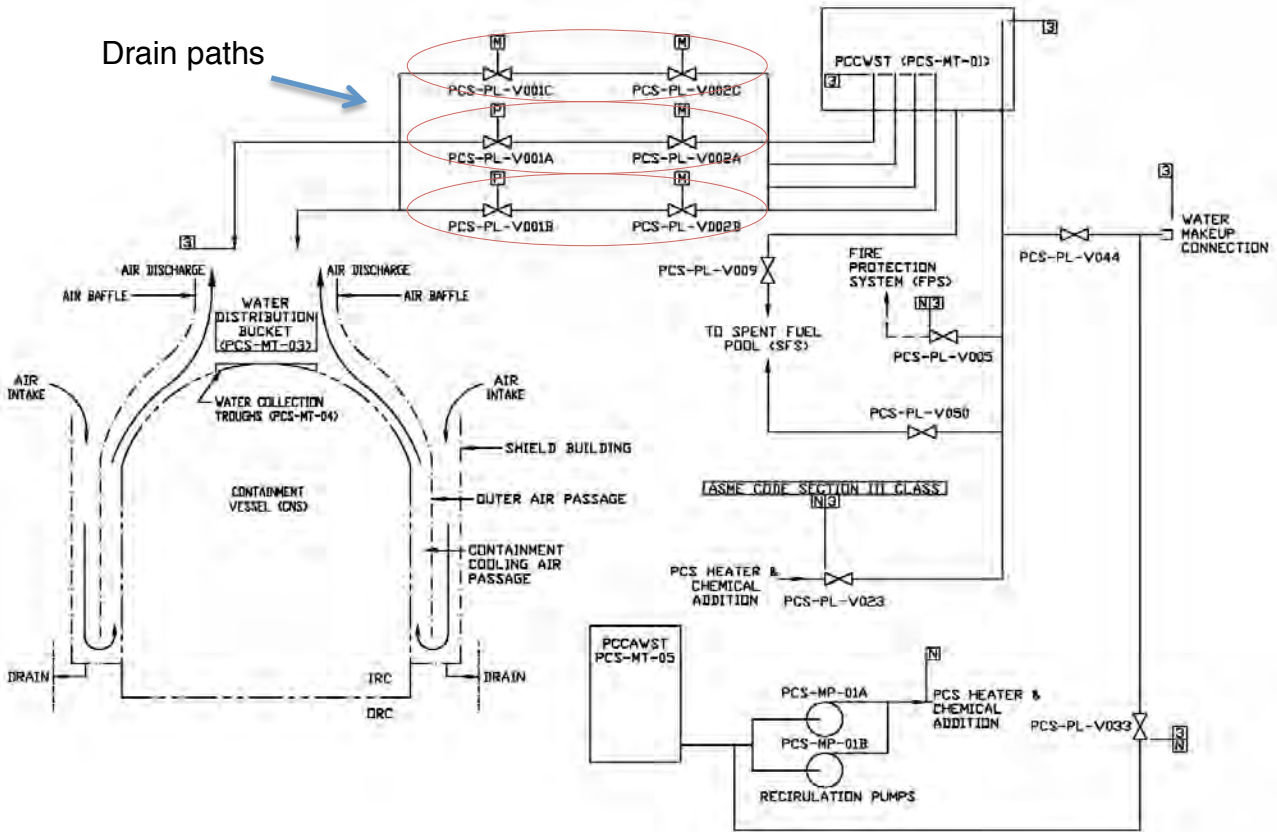 Drain paths
M
M
3
PCS-PL-V001C
PCS-PL-V002C
PCCWST (PCS-MT-01)
3
P
M
PCS-PL-V001A
PCS-PL-V002A
P
M
PCS-PL-V001B
PCS-PL-V002B
3
WATER
MAKEUP
CONNECTION
PCS-PL-V044
3
AIR DISCHARGE
AIR DISCHARGE
AIR BAFFLE
AIR BAFFLE
WATER
DISTRIBUTION
BUCKET
(PCS-MT-03)
PCS-PL-V009
FIRE
PROTECTION
SYSTEM (FPS)
N 3
PCS-PL-V005
TO SPENT FUEL
POOL (SFS)
AIR
INTAKE
AIR
INTAKE
WATER COLLECTION
TROUGHS (PCS-MT-04)
PCS-PL-V050
SHIELD BUILDING
CONTAINMENT
VESSEL (CNS)
OUTER AIR PASSAGE
ASME CODE SECTION III CLASS
N 3
CONTAINMENT
COOLING AIR
PASSAGE
PCS HEATER &
CHEMICAL
ADDITION
PCS-PL-V023
DRAIN
DRAIN
IRC
ORC
PCCAWST
PCS-MT-05
N
PCS-MP-01A
PCS HEATER &
CHEMICAL
ADDITION
PCS-MP-01B
RECIRULATION PUMPS
PCS-PL-V033
3
N